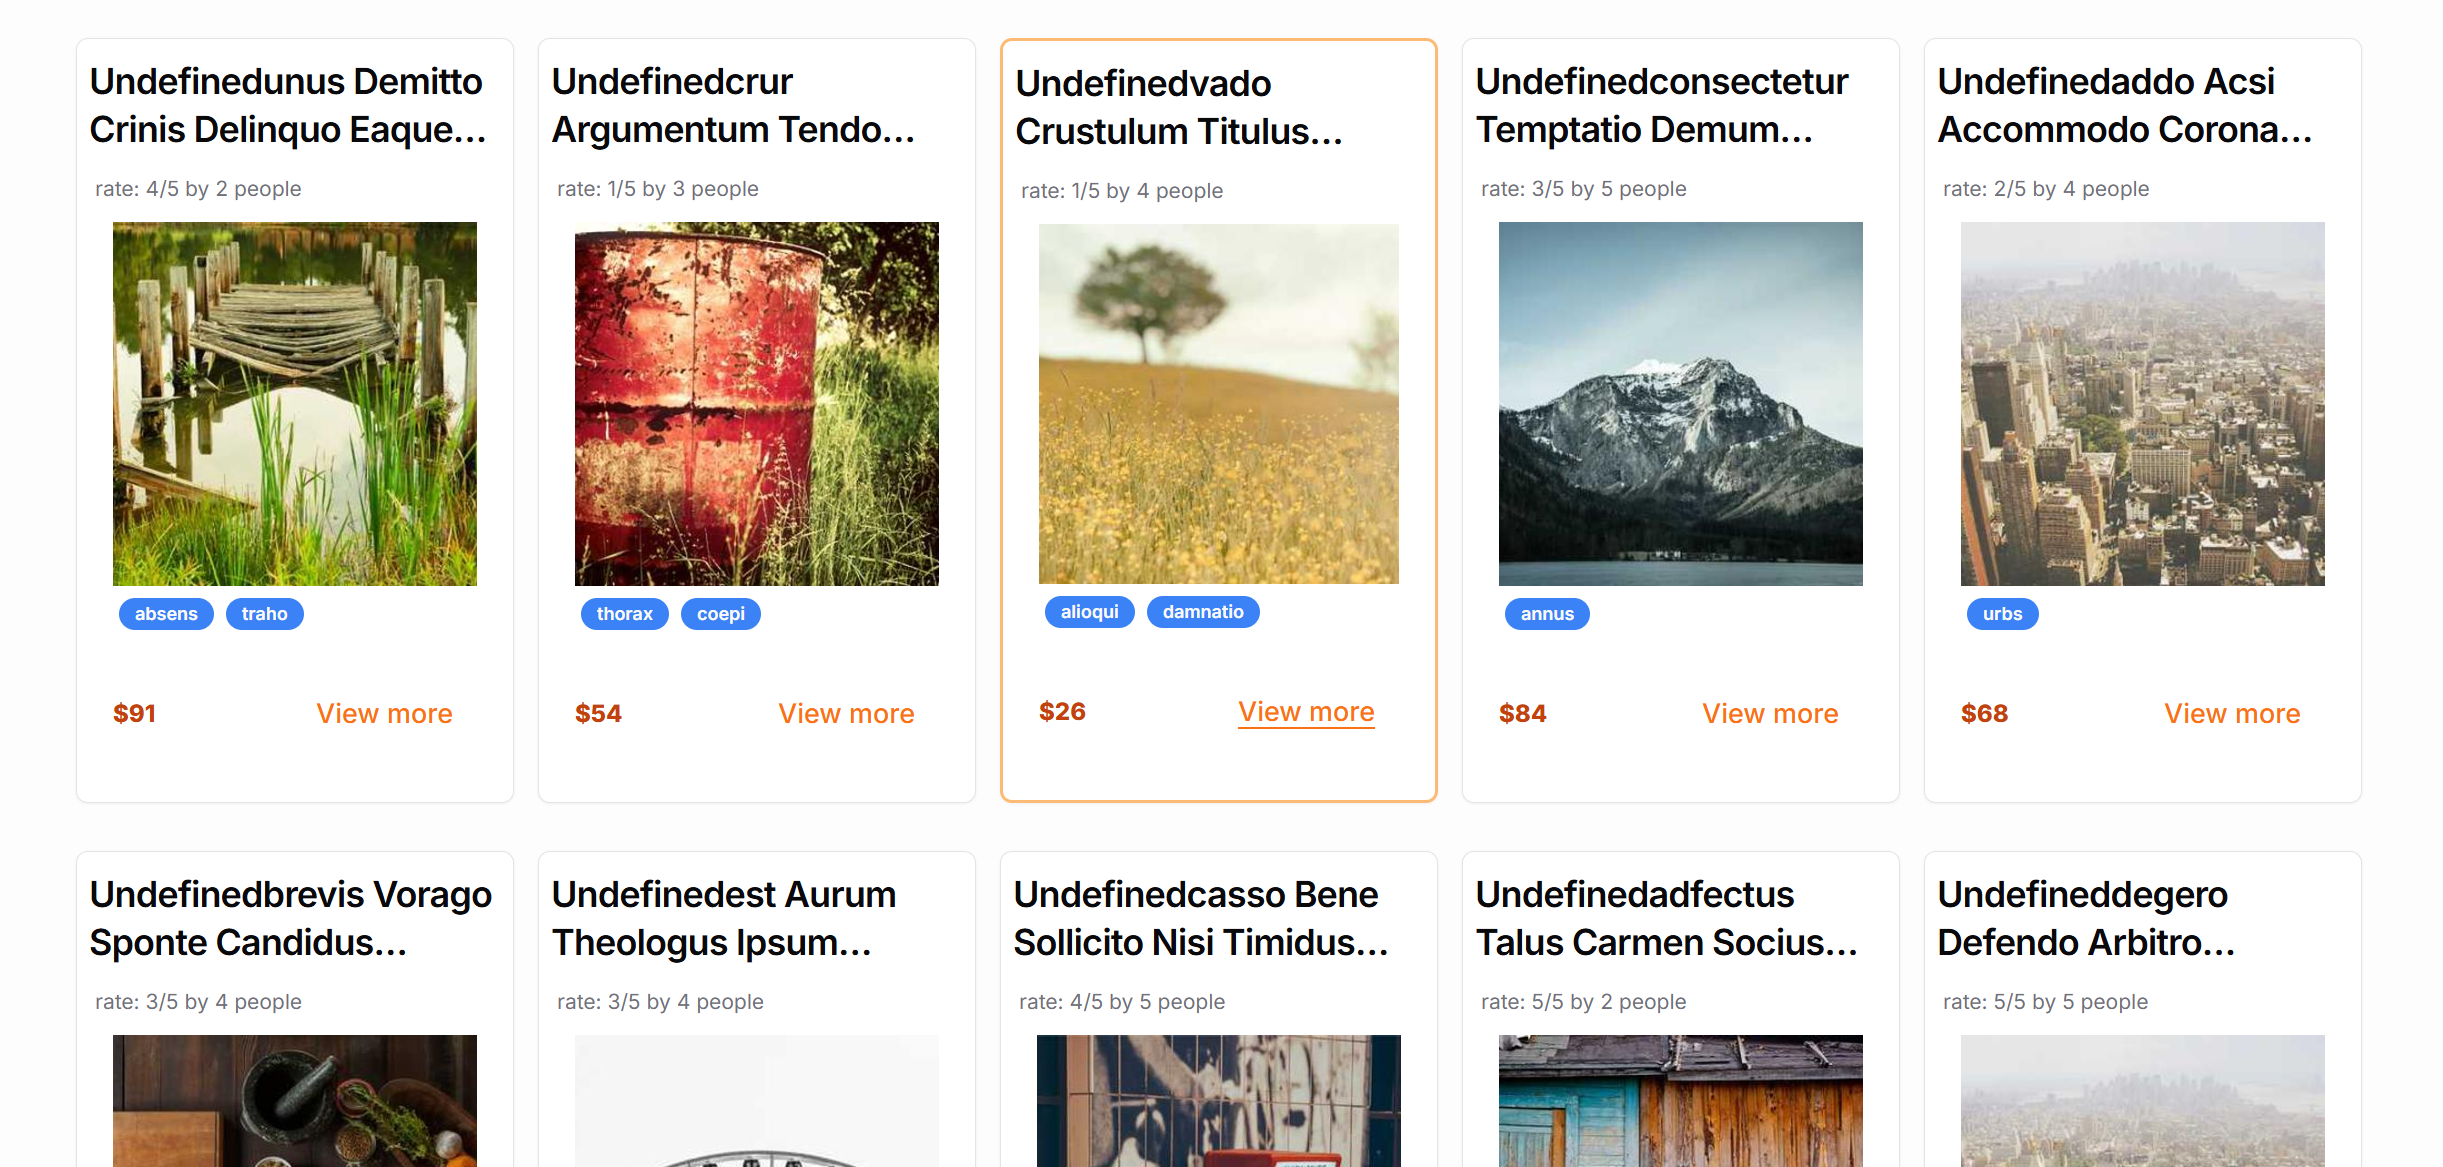 Undefinedunus Demitto
Crinis Delinquo Eaque...
rate: 4/5 by 2 people
absens traho
$91 View more
Undefinedcrur
Argumentum Tendo...
rate: 1/5 by 3 people
thorax coepi
$54 View more
Undefinedvado
Crustulum Titulus...
rate: 1/5 by 4 people
alioqui damnatio
$26 View more
Undefinedconsectetur
Temptatio Demum...
rate: 3/5 by 5 people
annus
$84 View more
Undefinedaddo Acsi
Accommodo Corona...
rate: 2/5 by 4 people
urbs
$68 View more
Undefinedbrevis Vorago
Sponte Candidus...
rate: 3/5 by 4 people
Undefinedest Aurum
Theologus Ipsum...
rate: 3/5 by 4 people
Undefinedcasso Bene
Sollicito Nisi Timidus...
rate: 4/5 by 5 people
Undefinedadfectus
Talus Carmen Socius...
rate: 5/5 by 2 people
Undefineddegero
Defendo Arbitro...
rate: 5/5 by 5 people